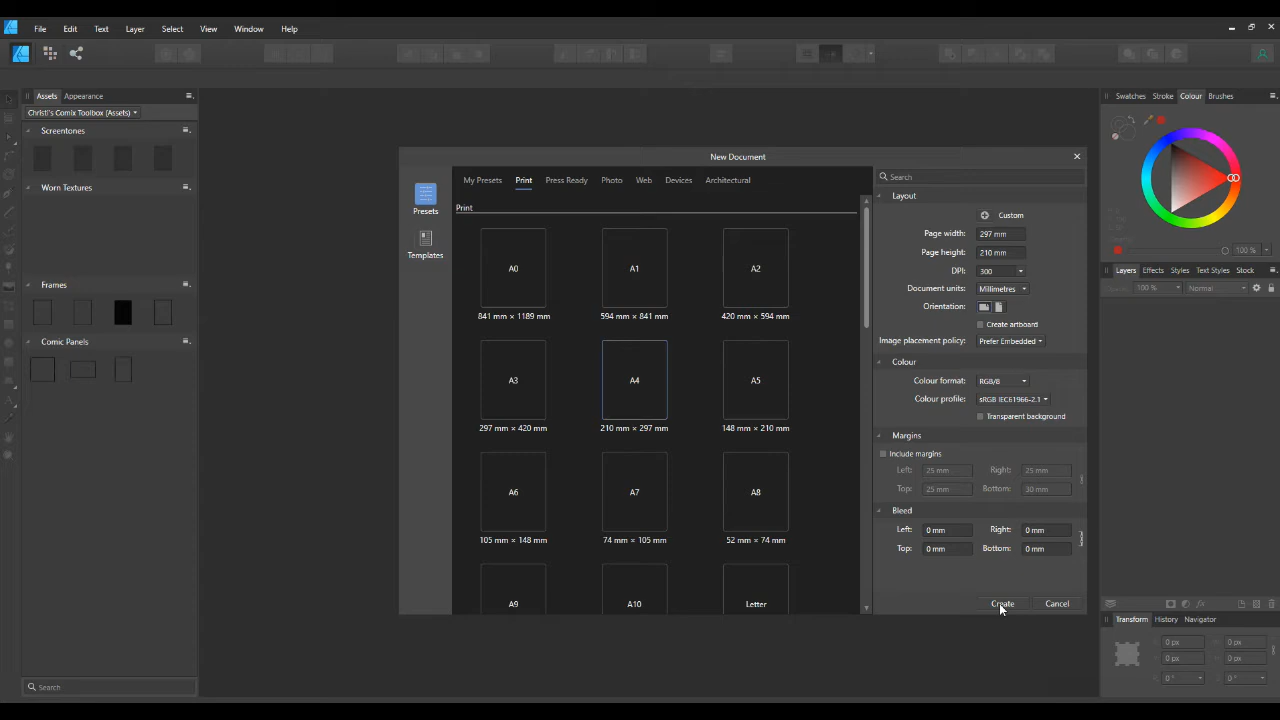 File Edit Text Layer Select View Window Help
Assets Appearance
Christi's Comix Toolbox (Assets)
Screentones
Worn Textures
Frames
Comic Panels
Search
New Document
Presets
Templates
My Presets Print Press Ready Photo Web Devices Architectural
Print
A0 A1 A2
841 mm × 1189 mm 594 mm × 841 mm 420 mm × 594 mm
A3 A4 A5
297 mm × 420 mm 210 mm × 297 mm 148 mm × 210 mm
A6 A7 A8
105 mm × 148 mm 74 mm × 105 mm 52 mm × 74 mm
A9 A10 Letter
Search
Layout
Custom
Page width: 297 mm
Page height: 210 mm
DPI: 300
Document units: Millimetres
Orientation:
Create artboard
Image placement policy: Prefer Embedded
Colour
Colour format: RGB/8
Colour profile: sRGB IEC61966-2.1
Transparent background
Margins
Include margins
Left: 25 mm Right: 25 mm
Top: 25 mm Bottom: 30 mm
Bleed
Left: 0 mm Right: 0 mm
Top: 0 mm Bottom: 0 mm
Create Cancel
Swatches Stroke Colour Brushes
100 %
Layers Effects Styles Text Styles Stock
Opacity: 100 % Normal
Transform History Navigator
X: 0 px W: 0 px
Y: 0 px H: 0 px
R: 0 ° S: 0 °